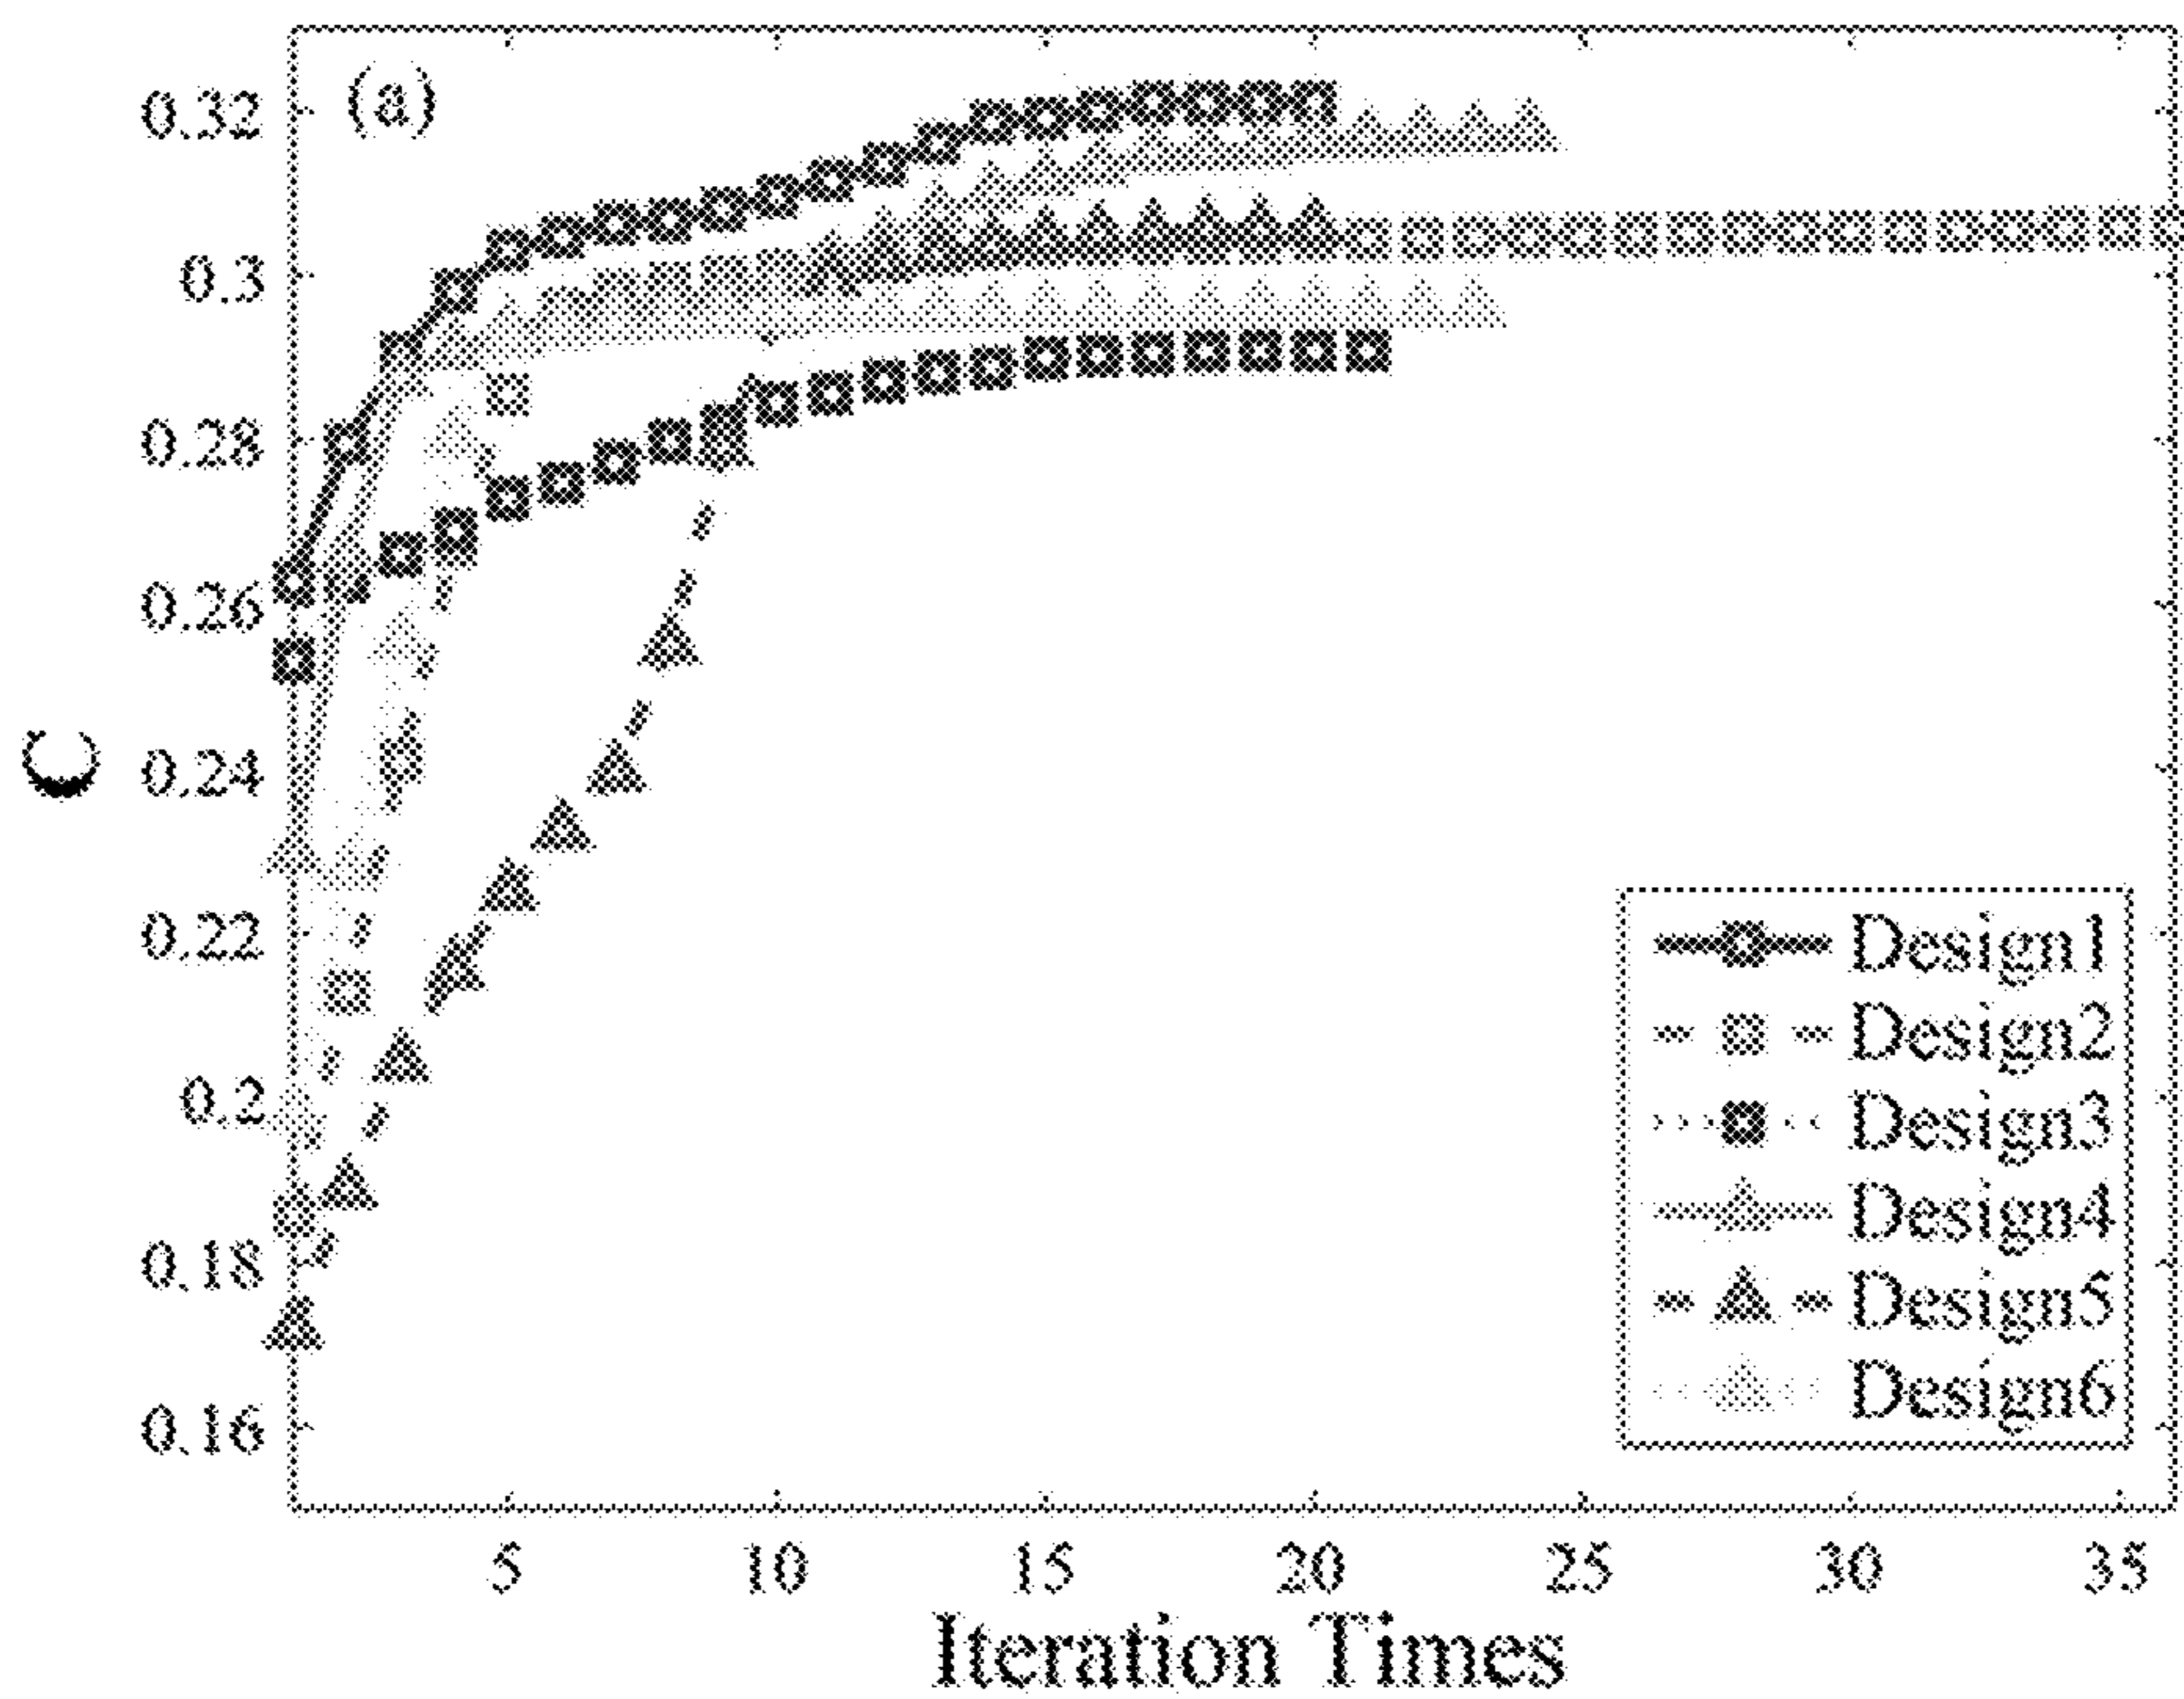 (a)
0.32
0.3
0.28
0.26
0.24
0.22
0.2
0.18
0.16
C
5 10 15 20 25 30 35
Iteration Times
Design1
Design2
Design3
Design4
Design5
Design6